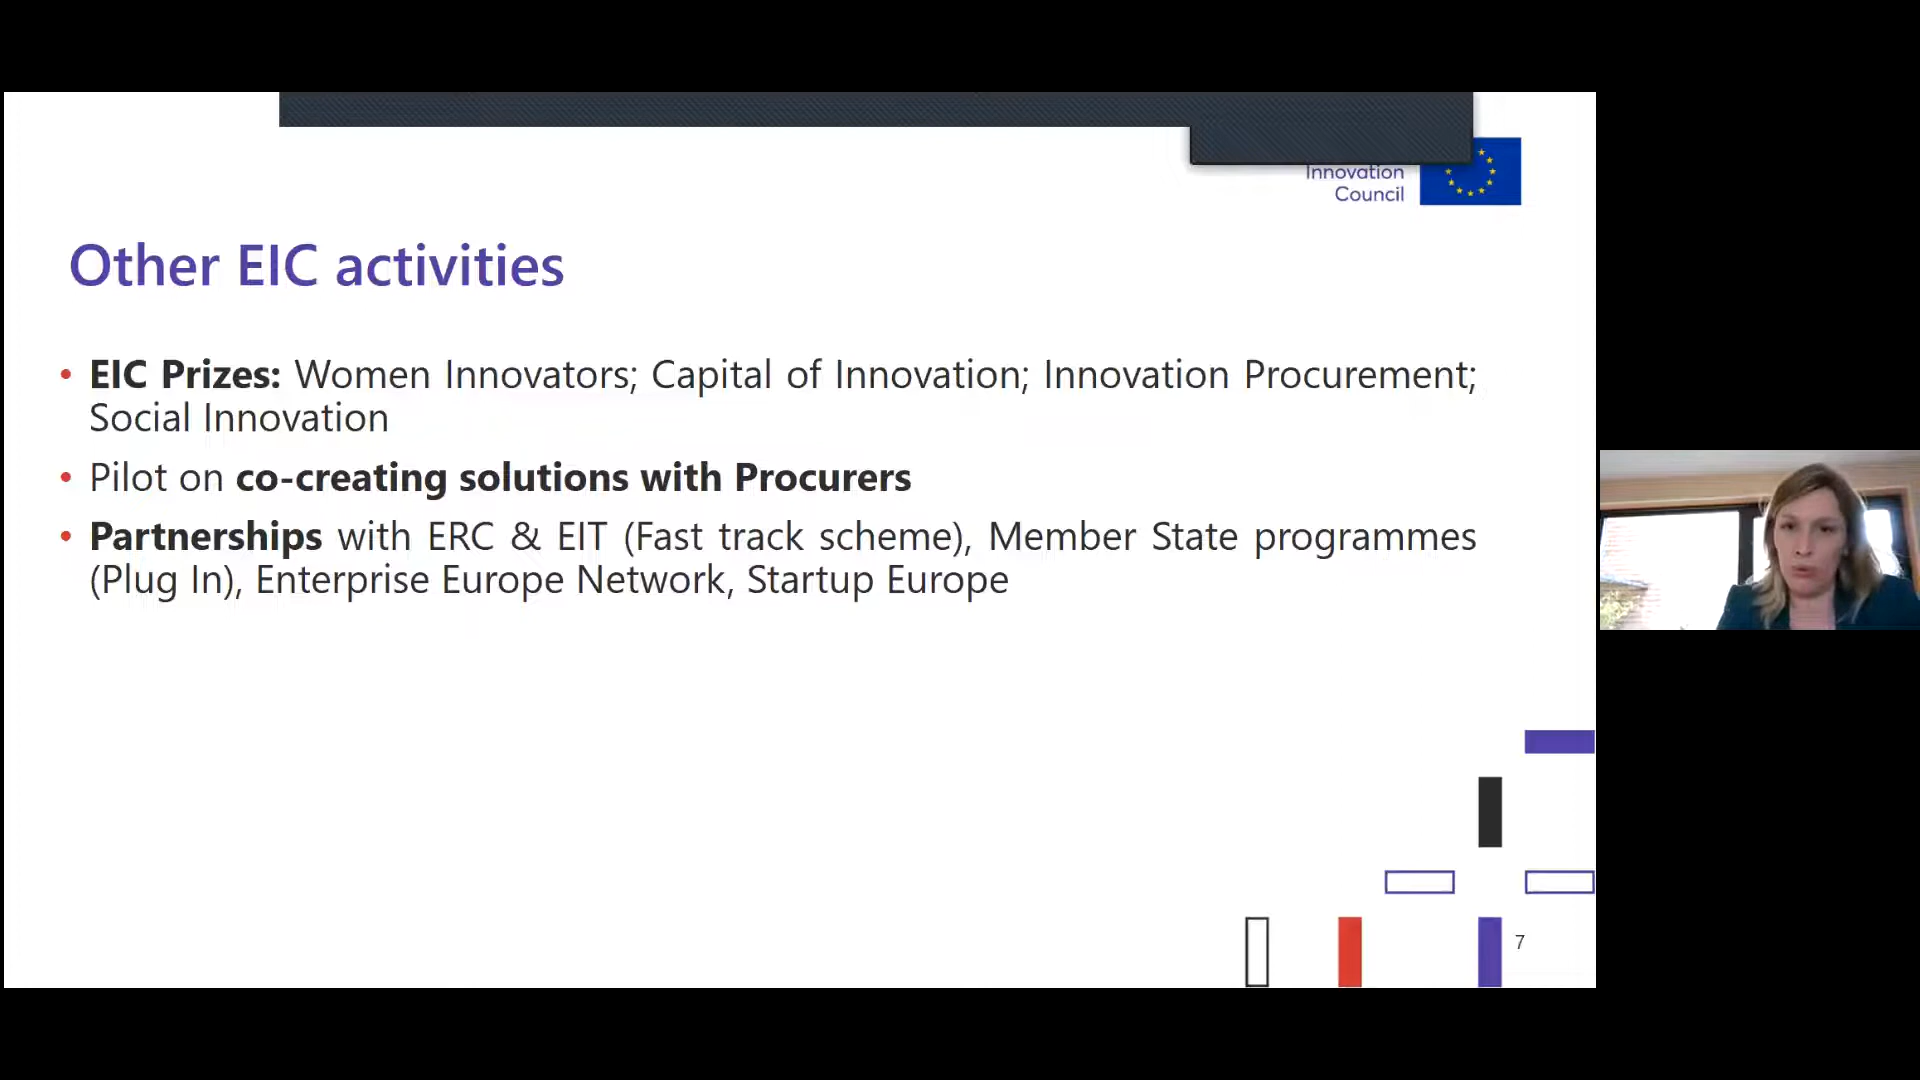 Innovation
Council
Other EIC activities
• EIC Prizes: Women Innovators; Capital of Innovation; Innovation Procurement;
Social Innovation
• Pilot on co-creating solutions with Procurers
• Partnerships with ERC & EIT (Fast track scheme), Member State programmes
(Plug In), Enterprise Europe Network, Startup Europe
7